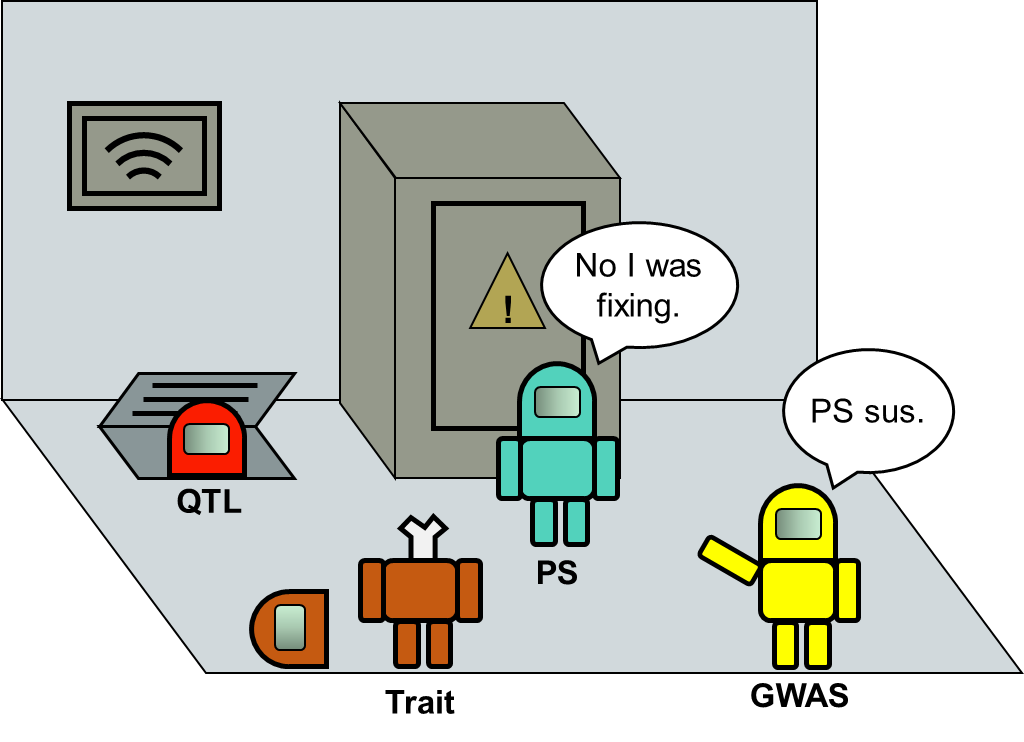 No I was
fixing.
!
PS sus.
QTL
PS
Trait
GWAS